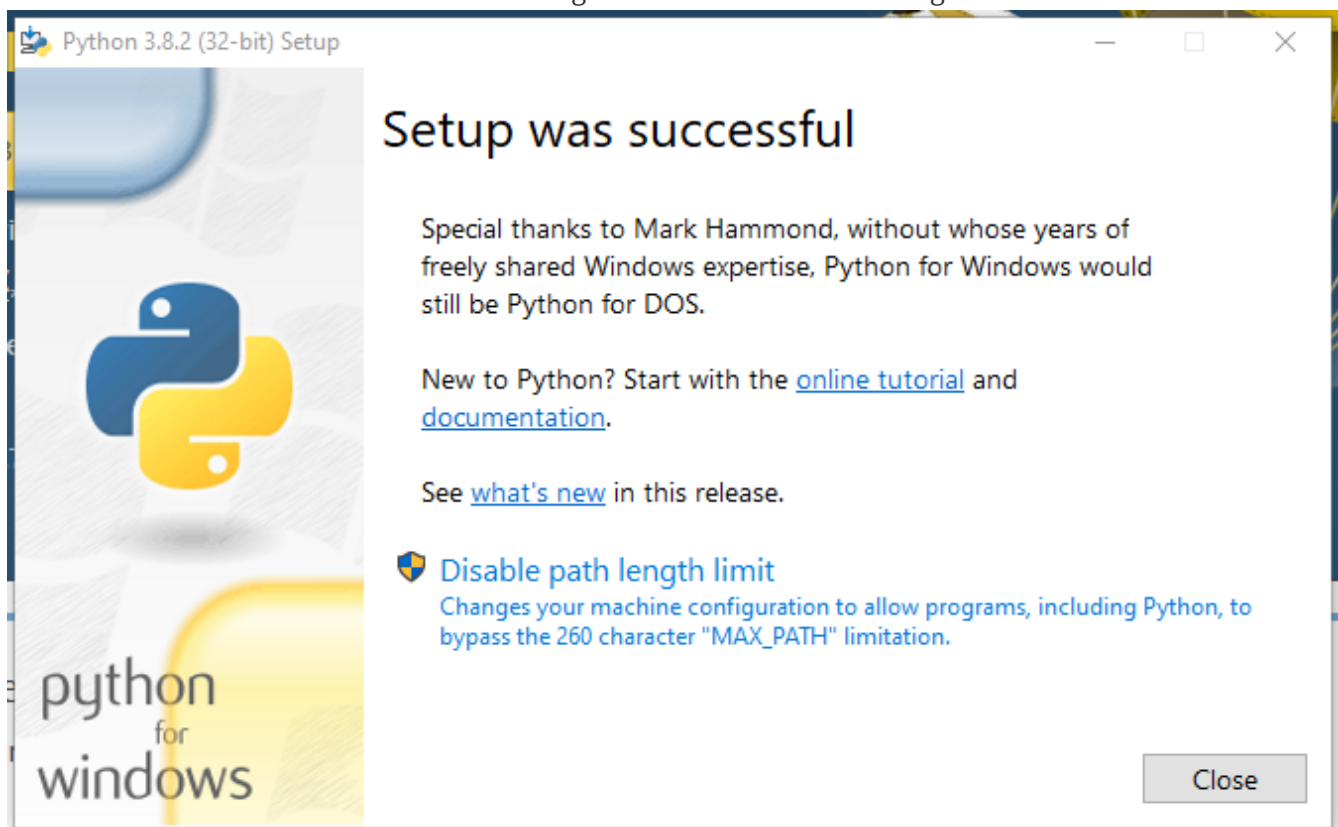 Python 3.8.2 (32-bit) Setup
Setup was successful
Special thanks to Mark Hammond, without whose years of
freely shared Windows expertise, Python for Windows would
still be Python for DOS.
New to Python? Start with the online tutorial and
documentation.
See what's new in this release.
Disable path length limit
Changes your machine configuration to allow programs, including Python, to
bypass the 260 character "MAX_PATH" limitation.
python
for
windows
Close